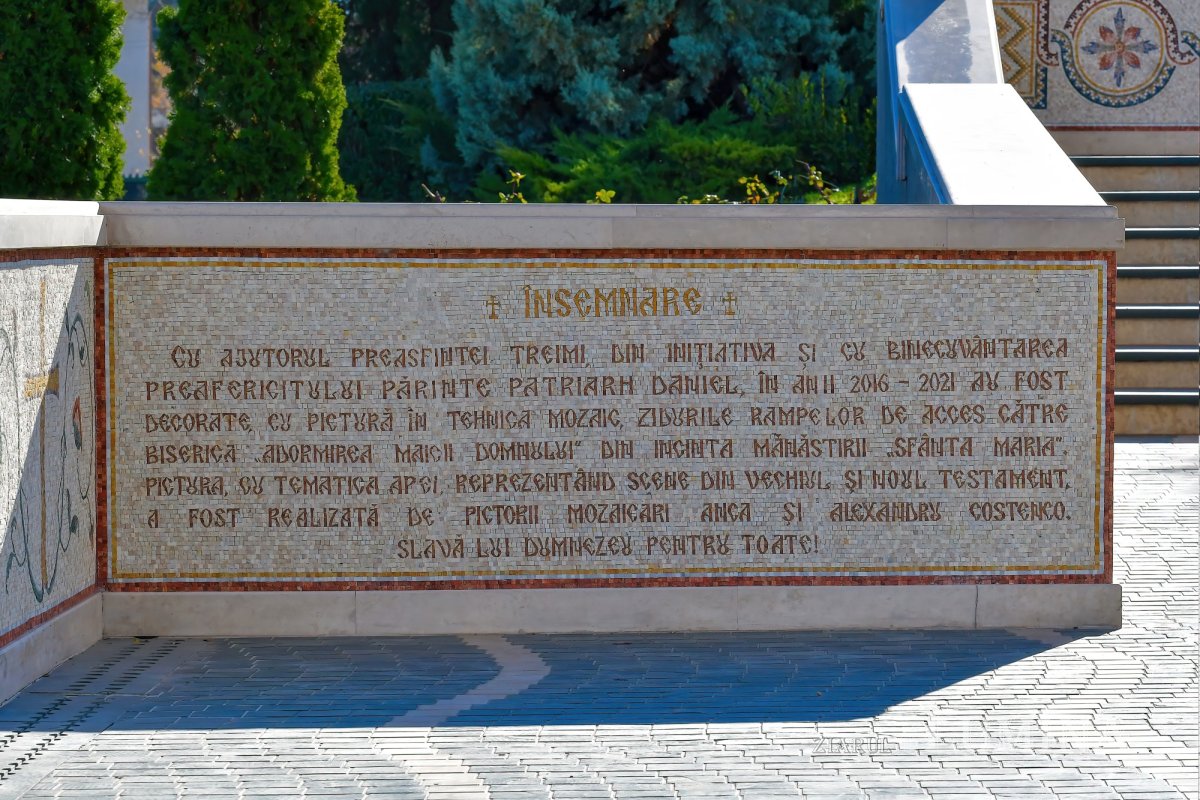 † ÎNSEMNARE †
CU AJUTORUL PREASFINTEI TREIMI, DIN INIȚIATIVA ȘI CU BINECUVÂNTAREA
PREAFERICITULUI PĂRINTE PATRIARH DANIEL, ÎN ANII 2016 – 2021 AU FOST
DECORATE, CU PICTURĂ ÎN TEHNICA MOZAIC, ZIDURILE RAMPELOR DE ACCES CĂTRE
BISERICA „ADORMIREA MAICII DOMNULUI” DIN INCINTA MĂNĂSTIRII „SFÂNTA MARIA”.
PICTURA, CU TEMATICA APEI, REPREZENTÂND SCENE DIN VECHIUL ȘI NOUL TESTAMENT,
A FOST REALIZATĂ DE PICTORII MOZAICARI ANCA ȘI ALEXANDRU COSTENCO.
SLAVĂ LUI DUMNEZEU PENTRU TOATE!
ZIARUL